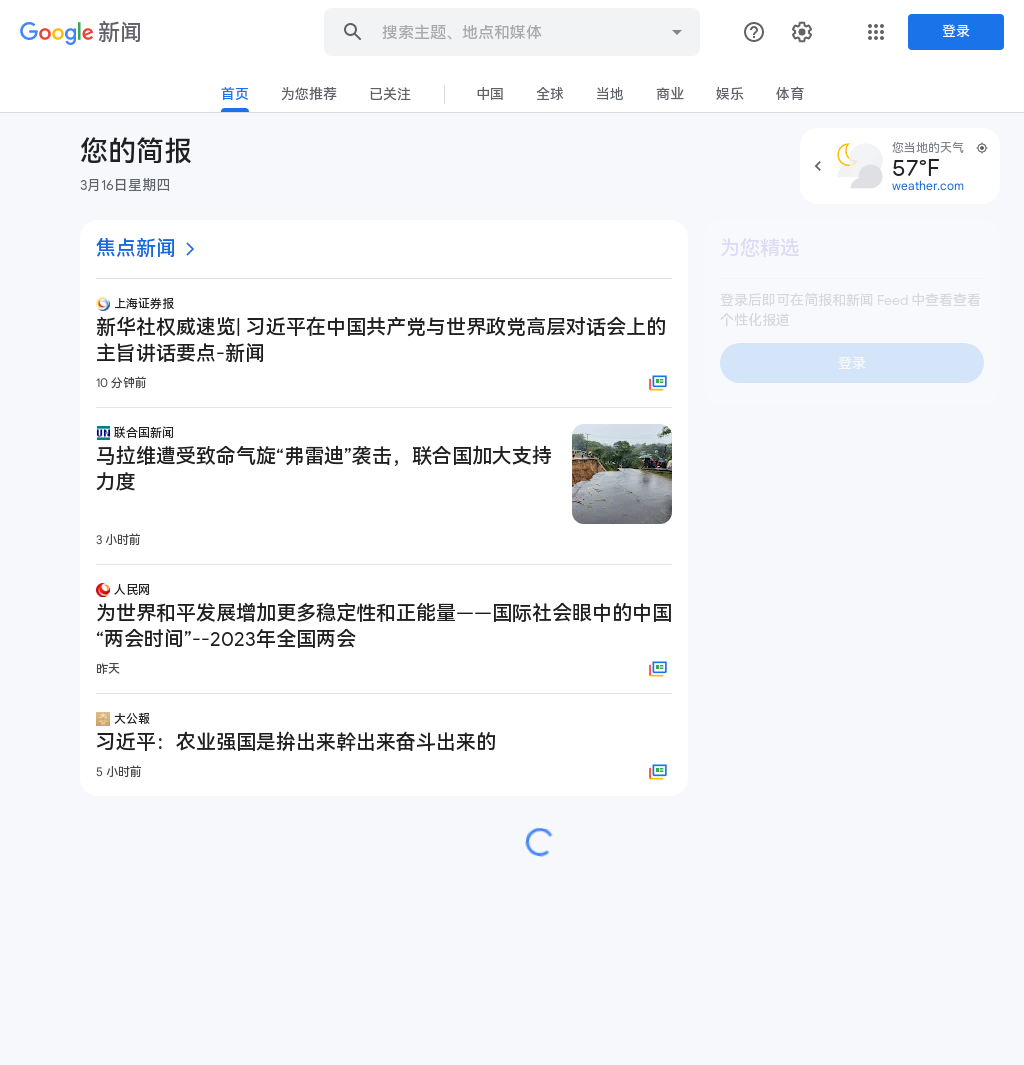 Google 新闻
搜索主题、地点和媒体
登录
首页
为您推荐
已关注
中国
全球
当地
商业
娱乐
体育
您的简报
3月16日星期四
您当地的天气
57°F
weather.com
焦点新闻
上海证券报
新华社权威速览| 习近平在中国共产党与世界政党高层对话会上的
主旨讲话要点-新闻
10 分钟前
UN 联合国新闻
马拉维遭受致命气旋“弗雷迪”袭击，联合国加大支持
力度
3 小时前
人民网
为世界和平发展增加更多稳定性和正能量——国际社会眼中的中国
“两会时间”--2023年全国两会
昨天
大公報
习近平：农业强国是拚出来幹出来奋斗出来的
5 小时前
为您精选
登录后即可在简报和新闻 Feed 中查看查看
个性化报道
登录